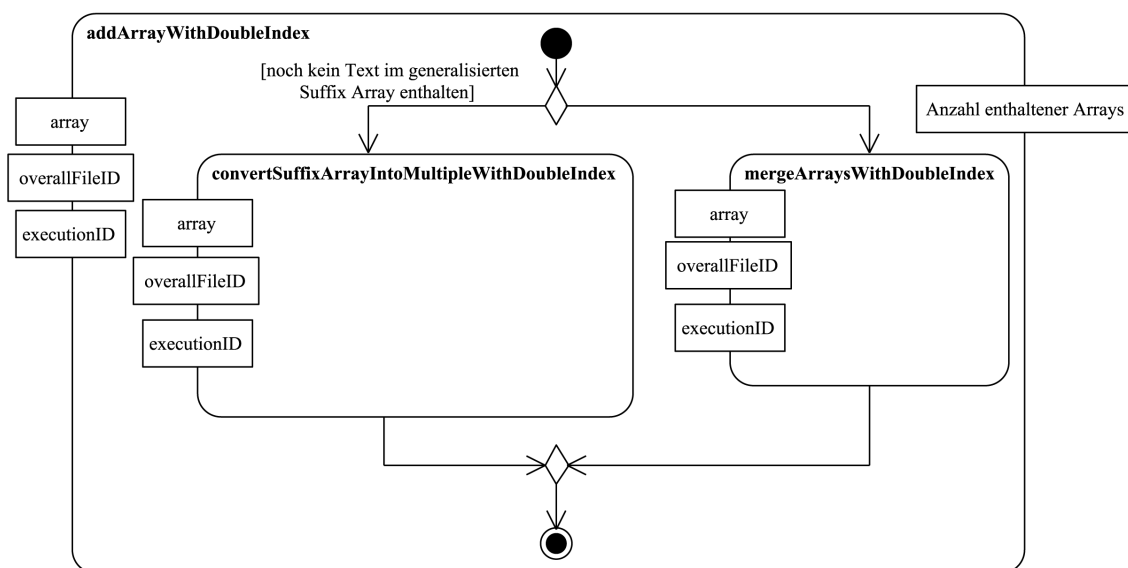 addArrayWithDoubleIndex
[noch kein Text im generalisierten
Suffix Array enthalten]
array
overallFileID
executionID
Anzahl enthaltener Arrays
convertSuffixArrayIntoMultipleWithDoubleIndex
array
overallFileID
executionID
mergeArraysWithDoubleIndex
array
overallFileID
executionID